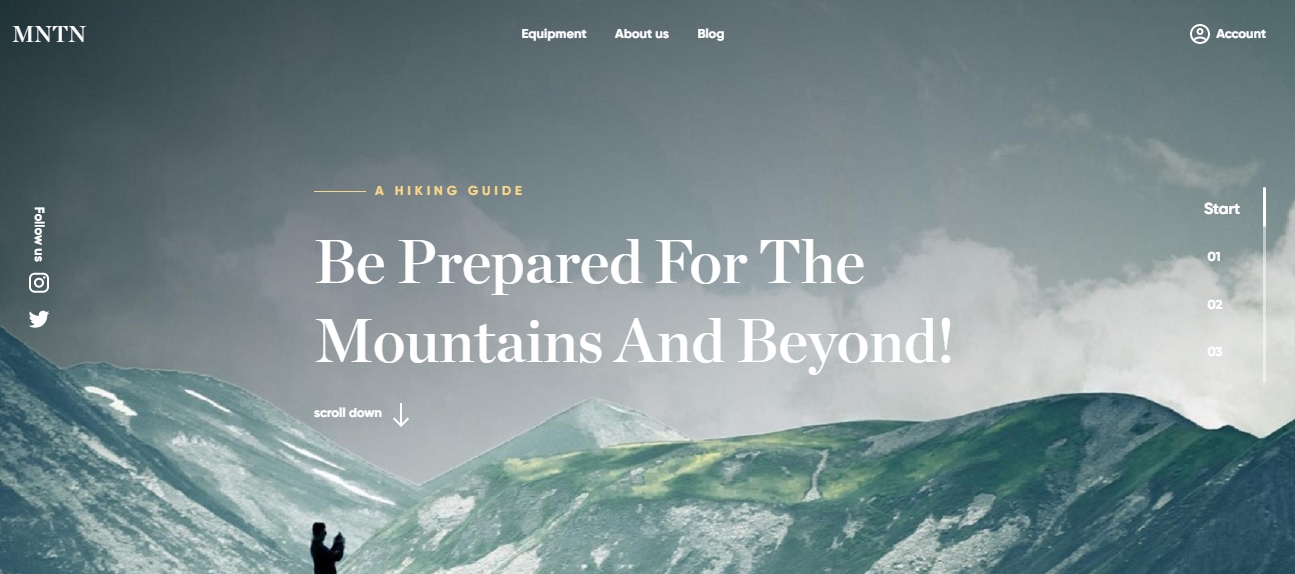 MNTN
Equipment
About us
Blog
Account
Follow us
A HIKING GUIDE
Be Prepared For The
Mountains And Beyond!
scroll down
Start
01
02
03